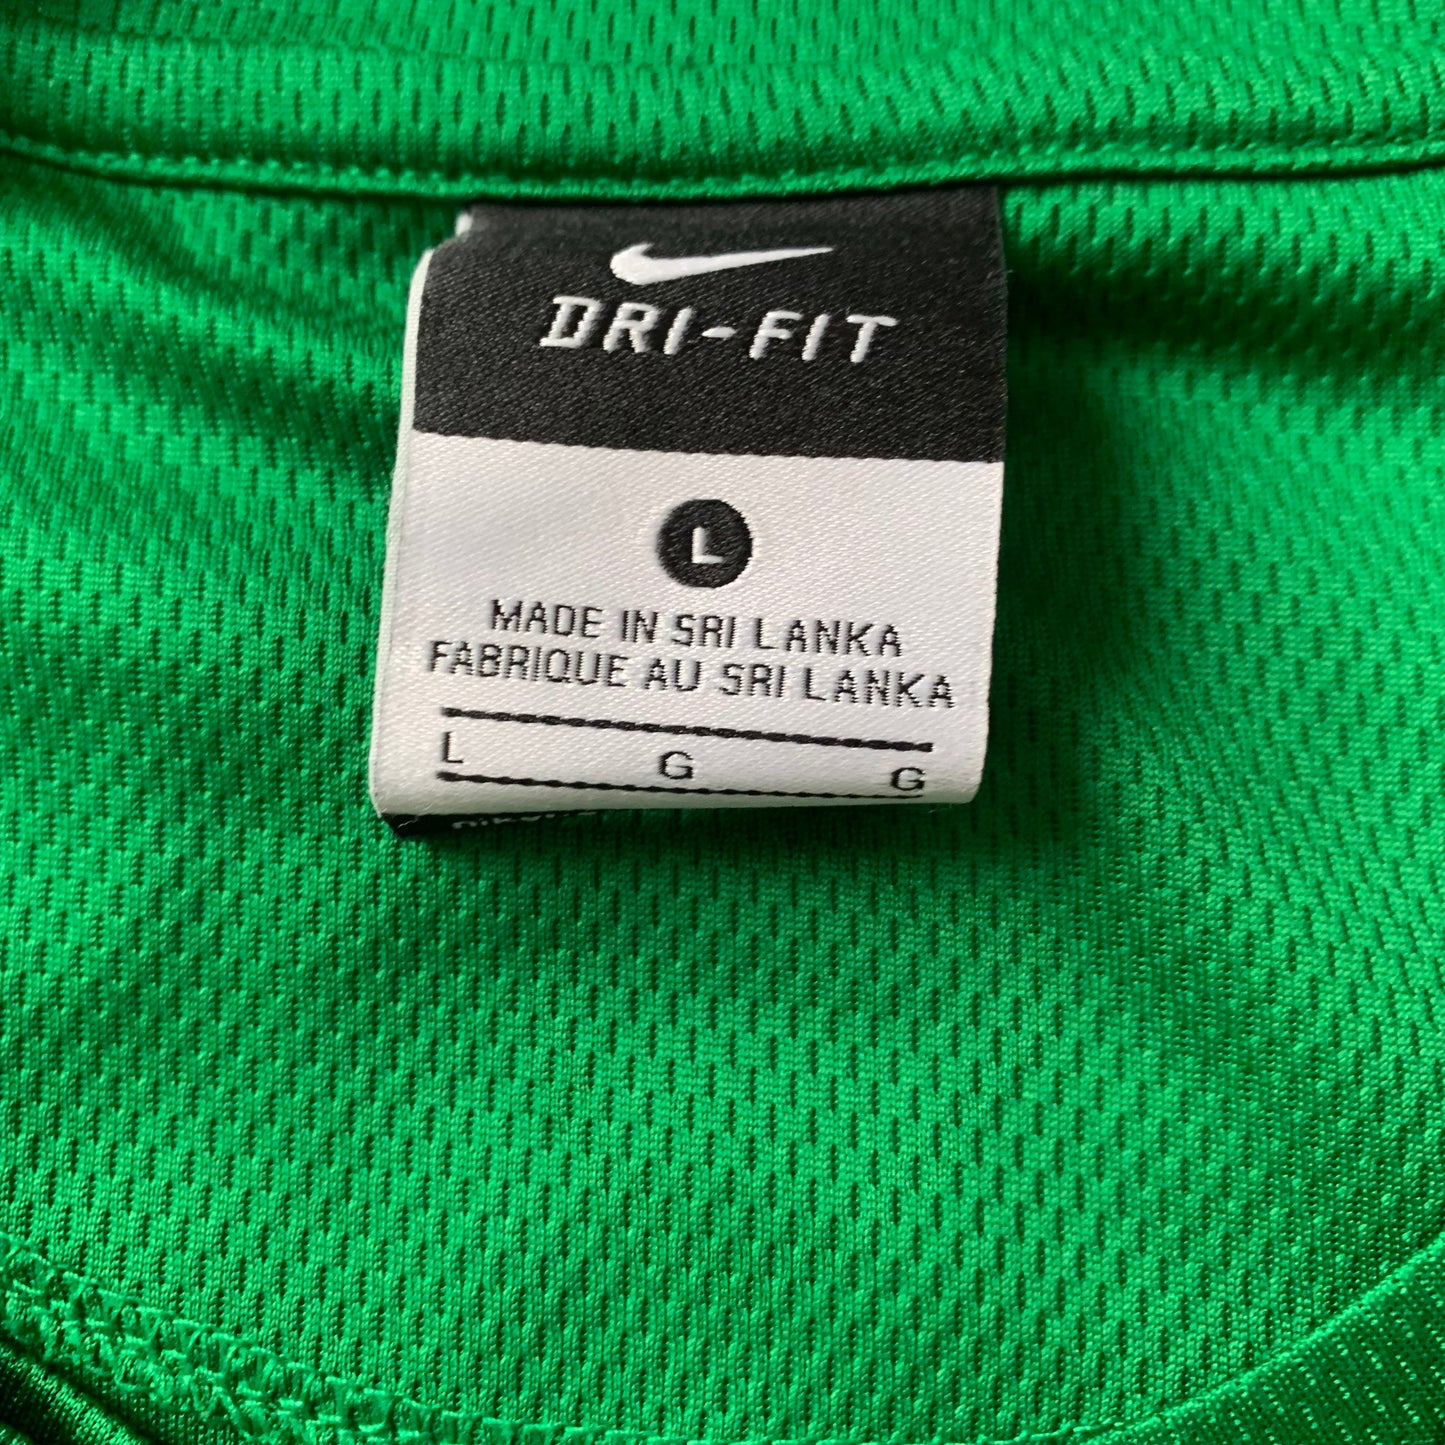 DRI-FIT
L
MADE IN SRI LANKA
FABRIQUE AU SRI LANKA
L G G